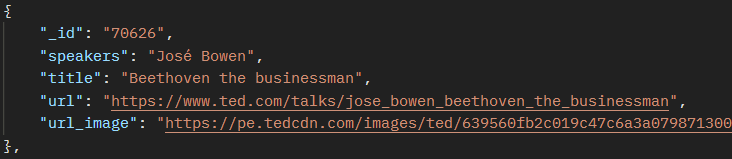 {
"_id": "70626",
"speakers": "José Bowen",
"title": "Beethoven the businessman",
"url": "https://www.ted.com/talks/jose_bowen_beethoven_the_businessman",
"url_image": "https://pe.tedcdn.com/images/ted/639560fb2c019c47c6a3a079871300
},